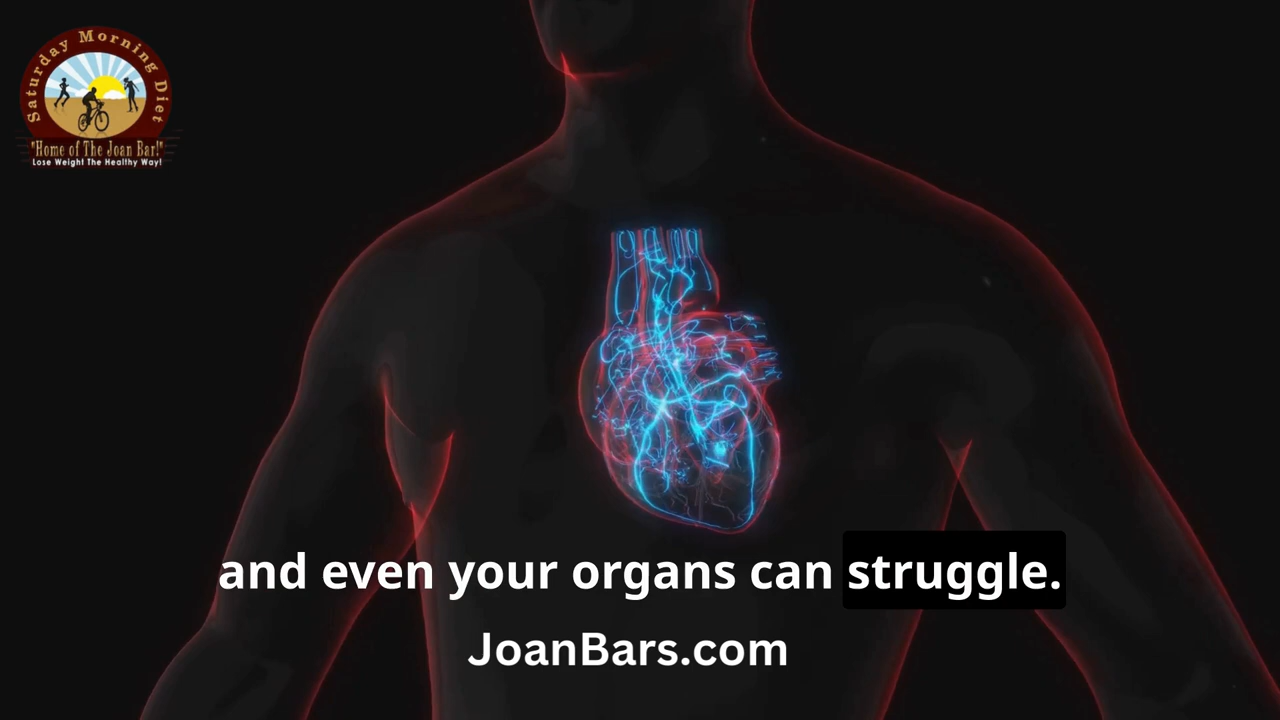 Saturday Morning Diet
"Home of The Joan Bar!"
Lose Weight The Healthy Way!
and even your organs can struggle.
JoanBars.com